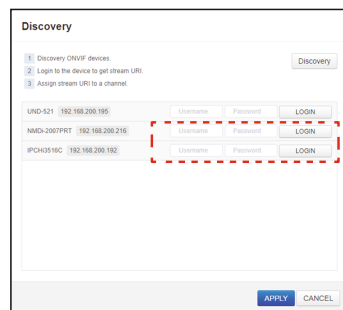 Discovery
1 Discovery ONVIF devices.
2 Login to the device to get stream URI.
3 Assign stream URI to a channel.
Discovery
UND-521 192.168.200.195 Username Password LOGIN
NMDI-2007PRT 192.168.200.216 Username Password LOGIN
IPCHI3516C 192.168.200.192 Username Password LOGIN
APPLY CANCEL